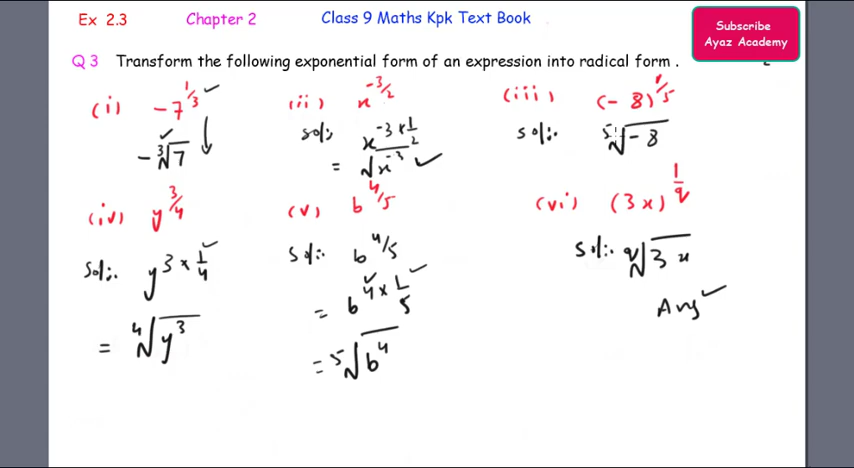 Ex 2.3 Chapter 2 Class 9 Maths Kpk Text Book
Subscribe
Ayaz Academy
Q 3 Transform the following exponential form of an expression into radical form .
(i) -7^1/3 ✓
-∛7
(ii) x^-3/2
Sol:. x^-3×1/2
= √x^-3 ✓
(iii) (-8)^1/5
Sol:. ⁵√-8
(iv) y^3/4
Sol:. y^3×1/4
= ⁴√y³
(v) b^4/5
Sol:. b^4/5
= b^4×1/5
= ⁵√b⁴
(vi) (3x)^1/q
Sol:. q√3x
Ans ✓